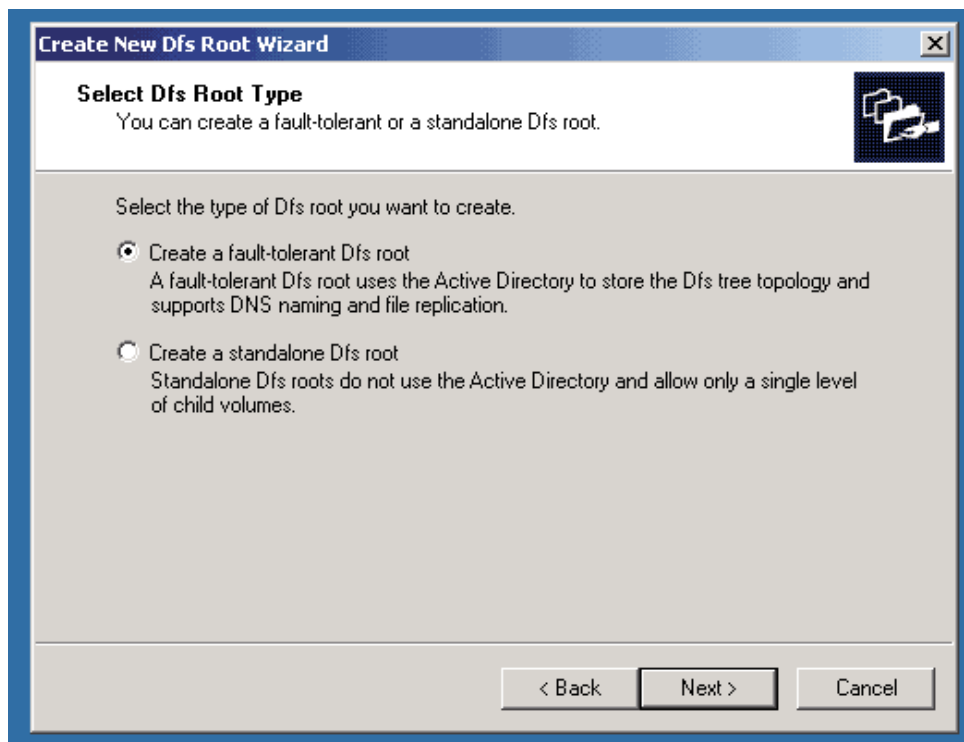 Create New Dfs Root Wizard
Select Dfs Root Type
You can create a fault-tolerant or a standalone Dfs root.
Select the type of Dfs root you want to create.
Create a fault-tolerant Dfs root
A fault-tolerant Dfs root uses the Active Directory to store the Dfs tree topology and
supports DNS naming and file replication.
Create a standalone Dfs root
Standalone Dfs roots do not use the Active Directory and allow only a single level
of child volumes.
< Back
Next >
Cancel